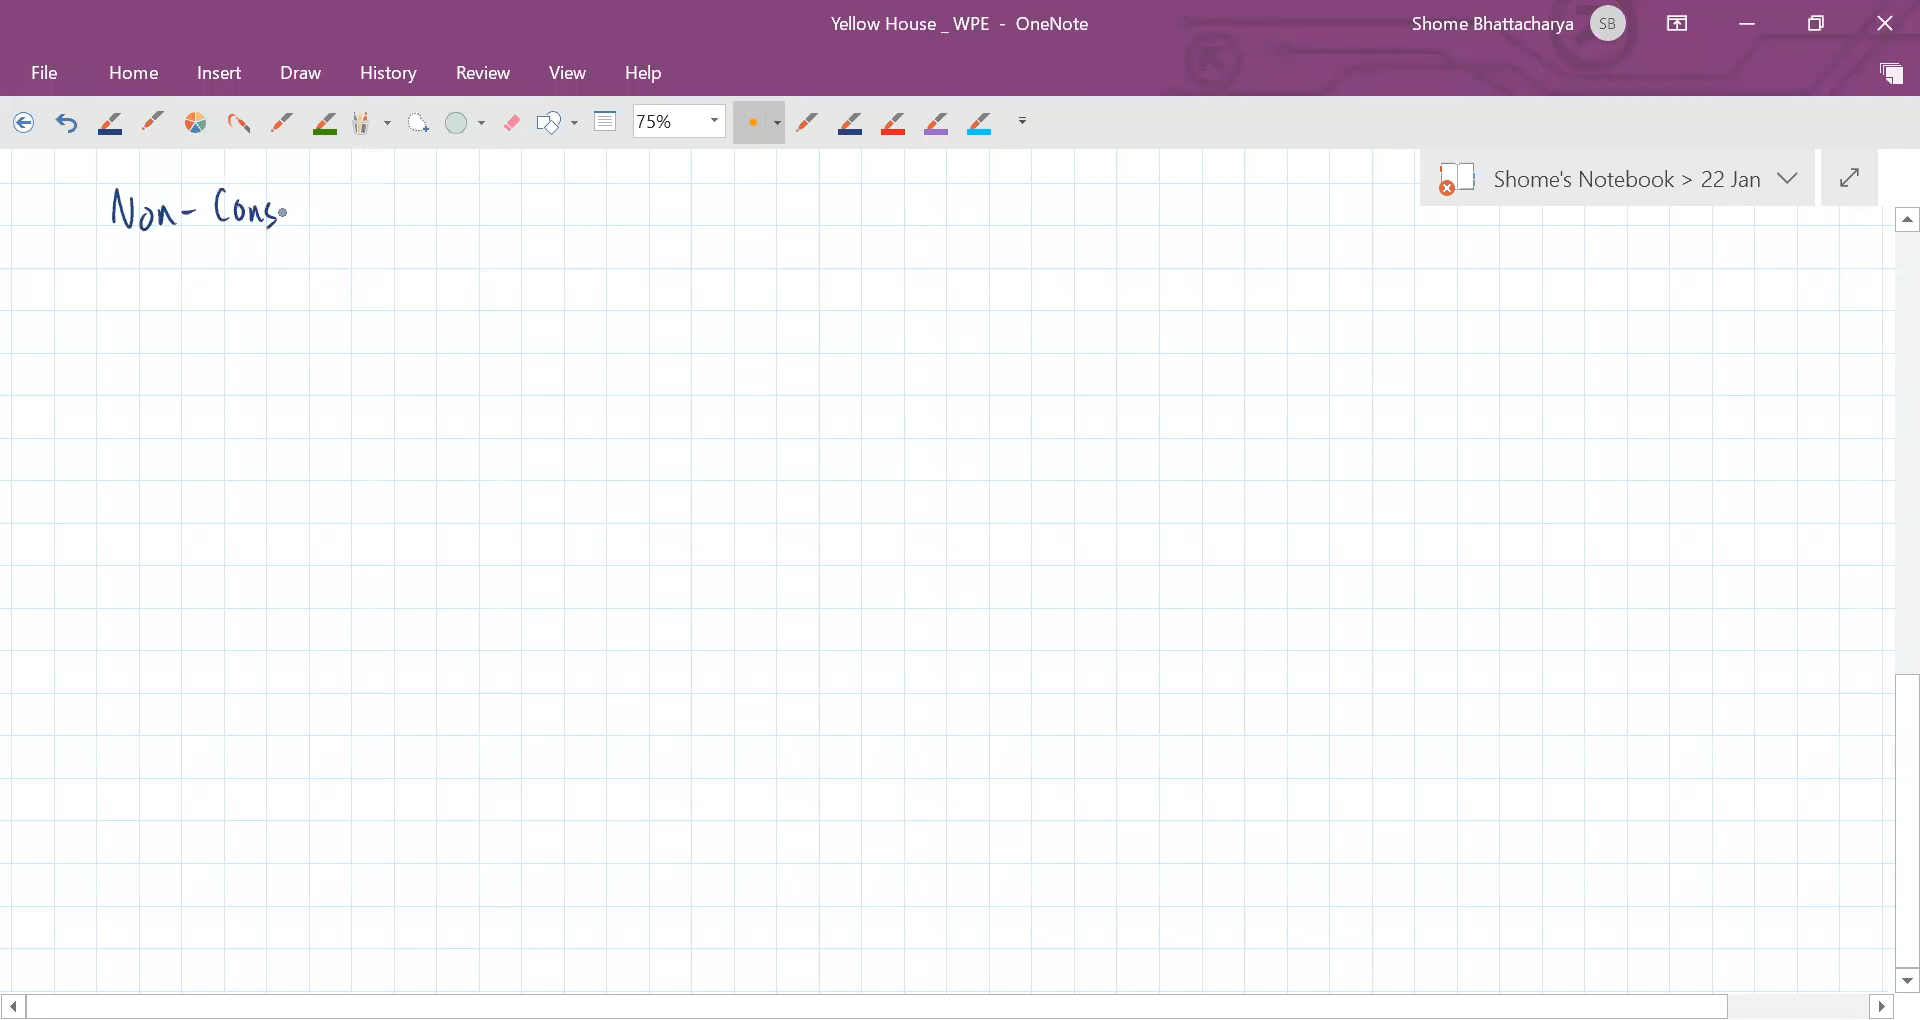 Yellow House _ WPE - OneNote
Shome Bhattacharya SB
File Home Insert Draw History Review View Help
75%
Shome's Notebook > 22 Jan
Non- Cons